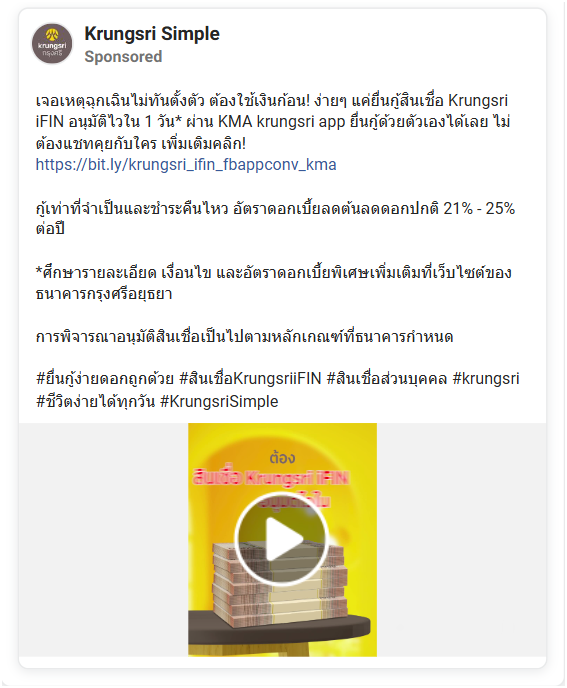 krungsri
กรุงศรี
Krungsri Simple
Sponsored
เจอเหตุฉุกเฉินไม่ทันตั้งตัว ต้องใช้เงินก้อน! ง่ายๆ แค่ยื่นกู้สินเชื่อ Krungsri
iFIN อนุมัติไวใน 1 วัน* ผ่าน KMA krungsri app ยื่นกู้ด้วยตัวเองได้เลย ไม่
ต้องแชทคุยกับใคร เพิ่มเติมคลิก!
https://bit.ly/krungsri_ifin_fbappconv_kma
กู้เท่าที่จำเป็นและชำระคืนไหว อัตราดอกเบี้ยลดต้นลดดอกปกติ 21% - 25%
ต่อปี
*ศึกษารายละเอียด เงื่อนไข และอัตราดอกเบี้ยพิเศษเพิ่มเติมที่เว็บไซต์ของ
ธนาคารกรุงศรีอยุธยา
การพิจารณาอนุมัติสินเชื่อเป็นไปตามหลักเกณฑ์ที่ธนาคารกำหนด
#ยื่นกู้ง่ายดอกถูกด้วย #สินเชื่อKrungsriiFIN #สินเชื่อส่วนบุคคล #krungsri
#ชีวิตง่ายได้ทุกวัน #KrungsriSimple
ต้อง
สินเชื่อ Krungsri iFIN